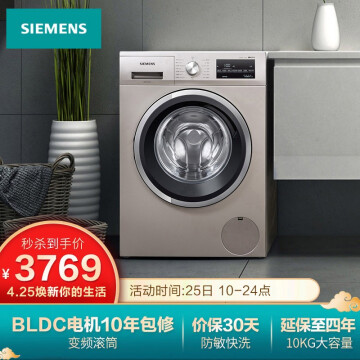 SIEMENS
SIEMENS
秒杀到手价
¥3769
4.25焕新你的生活
活动时间:25日 10-24点
BLDC电机10年包修
变频滚筒
价保30天
防敏快洗
延保至四年
10KG大容量